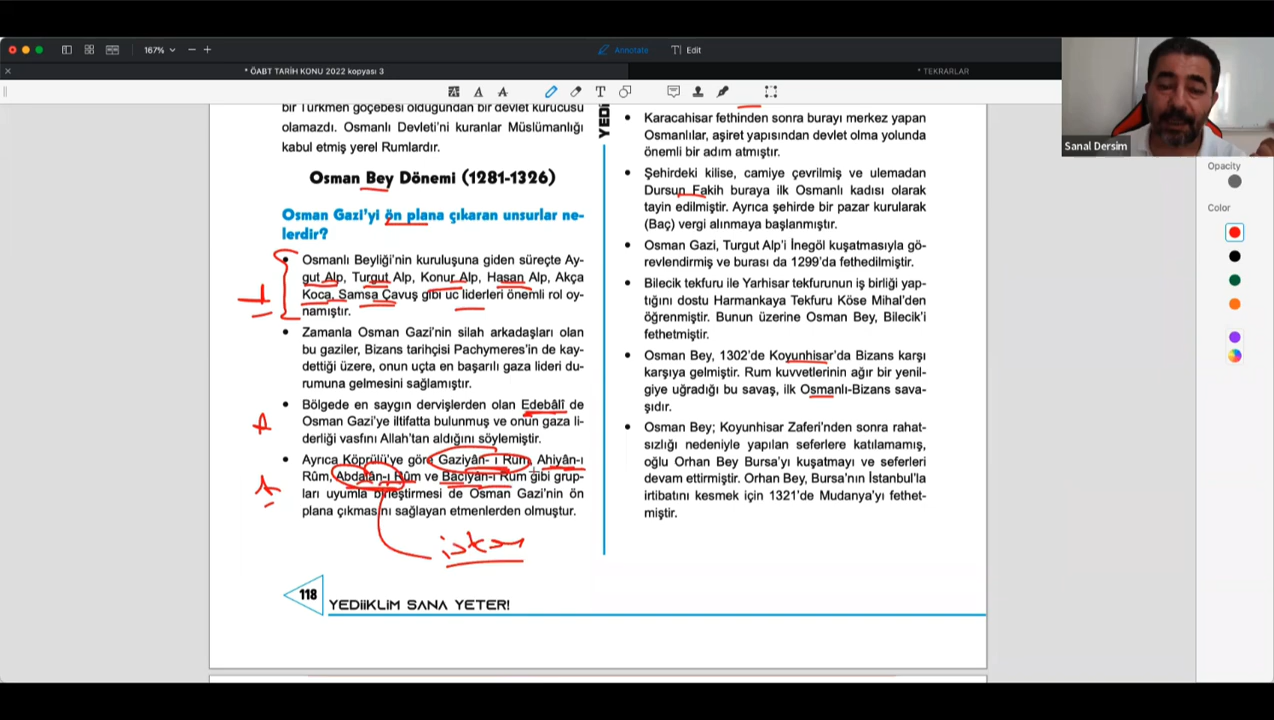 167%
Annotate
Edit
* ÖABT TARİH KONU 2022 kopyası 3
* TEKRARLAR
Sanal Dersim
Opacity
Color
bir Türkmen göçebesi olduğundan bir devlet kurucusu
olamazdı. Osmanlı Devleti'ni kuranlar Müslümanlığı
kabul etmiş yerel Rumlardır.
Osman Bey Dönemi (1281-1326)
Osman Gazi'yi ön plana çıkaran unsurlar ne-
lerdir?
• Osmanlı Beyliği'nin kuruluşuna giden süreçte Ay-
gut Alp, Turgut Alp, Konur Alp, Hasan Alp, Akça
Koca, Samsa Çavuş gibi uc liderleri önemli rol oy-
namıştır.
• Zamanla Osman Gazi'nin silah arkadaşları olan
bu gaziler, Bizans tarihçisi Pachymeres'in de kay-
dettiği üzere, onun uçta en başarılı gaza lideri du-
rumuna gelmesini sağlamıştır.
• Bölgede en saygın dervişlerden olan Edebâlî de
Osman Gazi'ye iltifatta bulunmuş ve onun gaza li-
derliği vasfını Allah'tan aldığını söylemiştir.
• Ayrıca Köprülü'ye göre Gaziyân- ı Rûm, Ahiyân-ı
Rûm, Abdalân-ı Rûm ve Bâcıyân-ı Rûm gibi grup-
ları uyumla birleştirmesi de Osman Gazi'nin ön
plana çıkmasını sağlayan etmenlerden olmuştur.
118
YEDİİKLİM SANA YETER!
YEDİ
• Karacahisar fethinden sonra burayı merkez yapan
Osmanlılar, aşiret yapısından devlet olma yolunda
önemli bir adım atmıştır.
• Şehirdeki kilise, camiye çevrilmiş ve ulemadan
Dursun Fakih buraya ilk Osmanlı kadısı olarak
tayin edilmiştir. Ayrıca şehirde bir pazar kurularak
(Baç) vergi alınmaya başlanmıştır.
• Osman Gazi, Turgut Alp'i İnegöl kuşatmasıyla gö-
revlendirmiş ve burası da 1299'da fethedilmiştir.
• Bilecik tekfuru ile Yarhisar tekfurunun iş birliği yap-
tığını dostu Harmankaya Tekfuru Köse Mihal'den
öğrenmiştir. Bunun üzerine Osman Bey, Bilecik'i
fethetmiştir.
• Osman Bey, 1302'de Koyunhisar'da Bizans karşı
karşıya gelmiştir. Rum kuvvetlerinin ağır bir yenil-
giye uğradığı bu savaş, ilk Osmanlı-Bizans sava-
şıdır.
• Osman Bey; Koyunhisar Zaferi'nden sonra rahat-
sızlığı nedeniyle yapılan seferlere katılamamış,
oğlu Orhan Bey Bursa'yı kuşatmayı ve seferleri
devam ettirmiştir. Orhan Bey, Bursa'nın İstanbul'la
irtibatını kesmek için 1321'de Mudanya'yı fethet-
miştir.